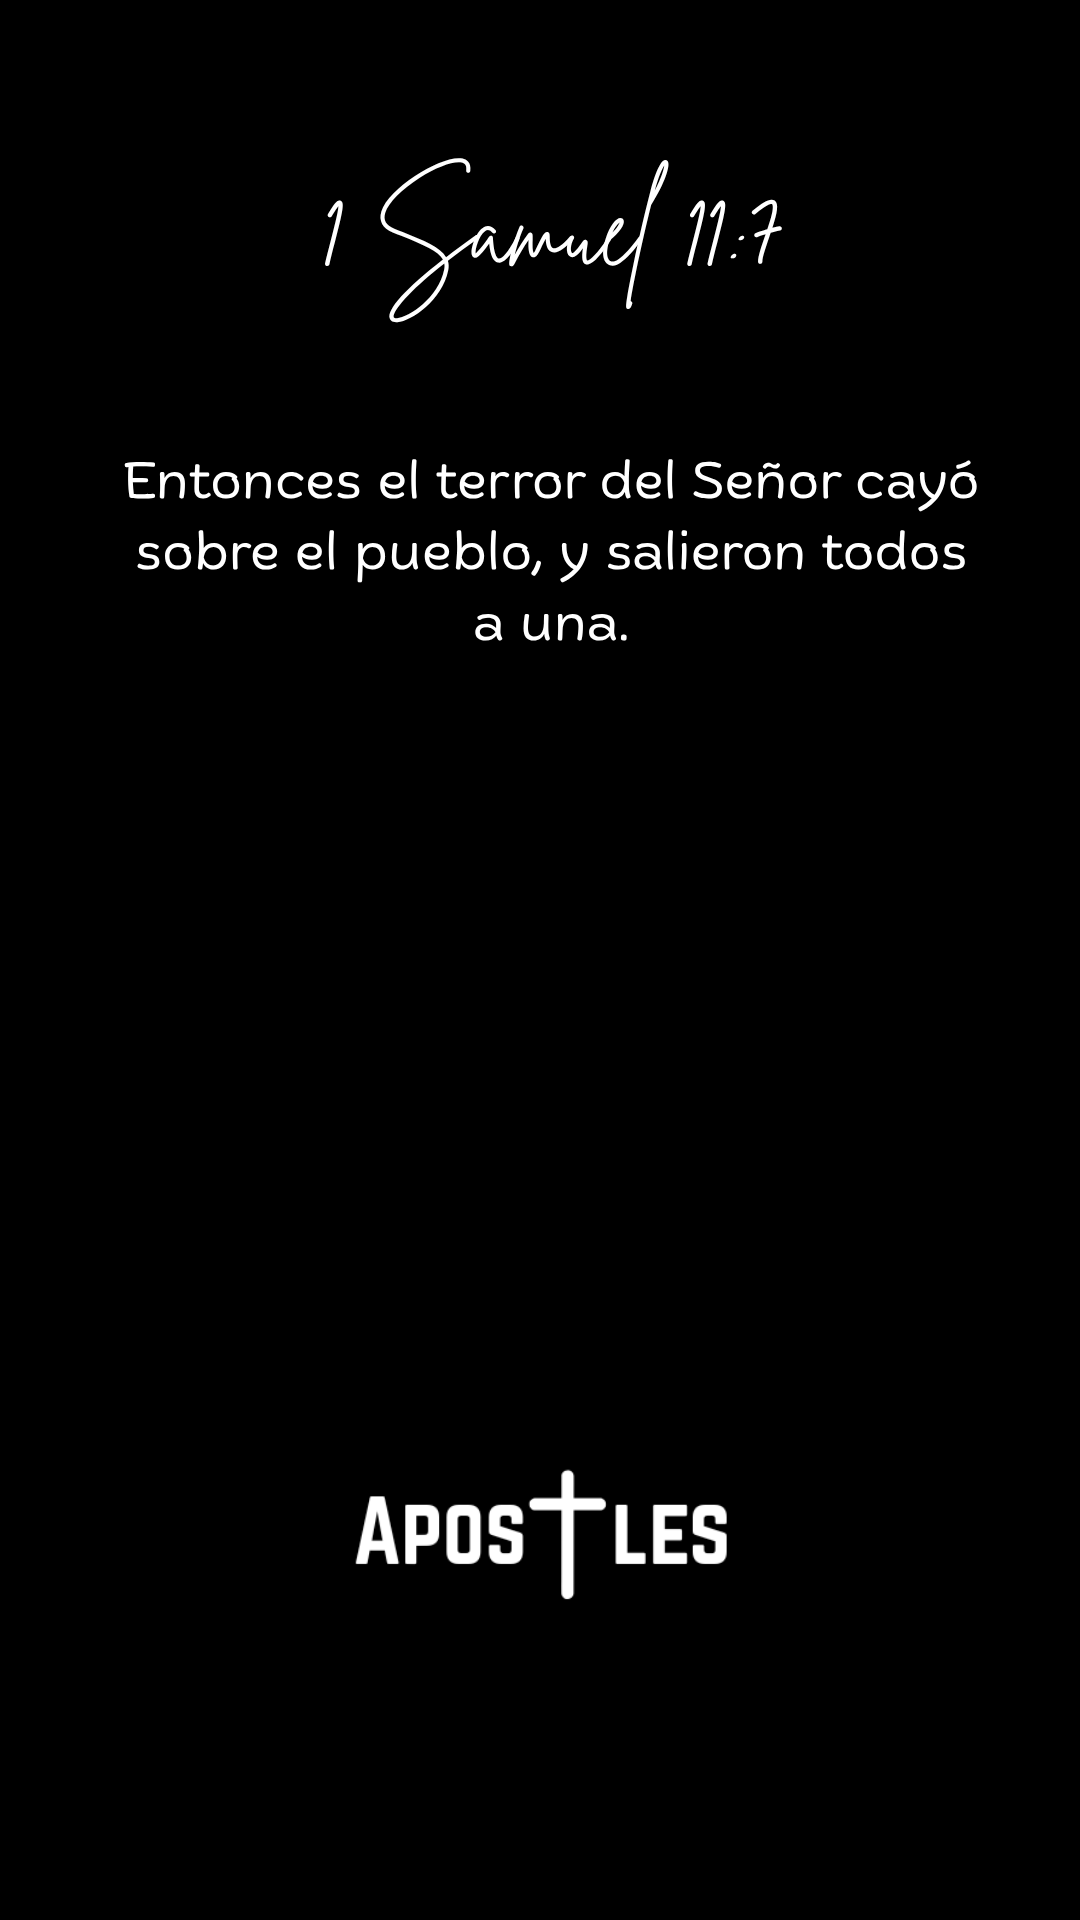 1 Samuel 11:7
Entonces el terror del Señor cayó
sobre el pueblo, y salieron todos
a una.
Apostles